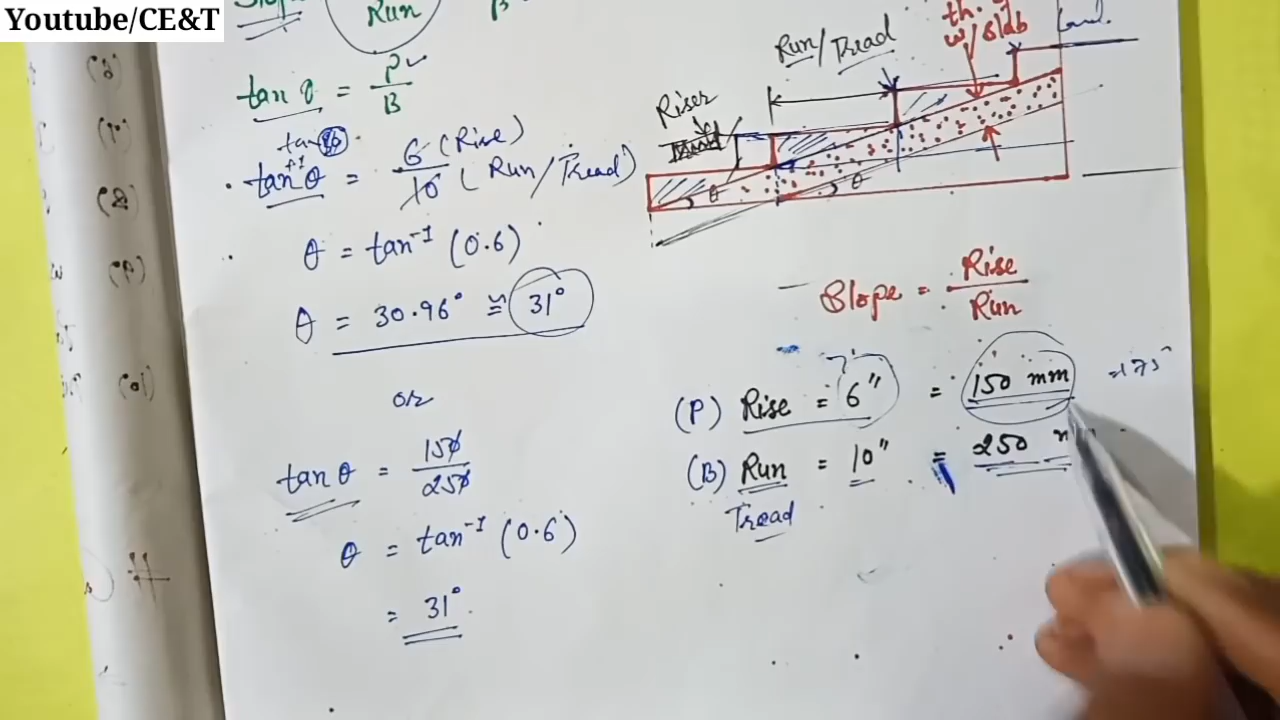 Youtube/CE&T
Run
tan θ = P/B
tan θ = 6 (Rise) / 10 (Run/Tread)
θ = tan⁻¹ (0.6)
θ = 30.96° ≅ 31°
or
tan θ = 150/250
θ = tan⁻¹ (0.6)
= 31°
Run/Tread
th. of
w/slab
Riser
θ
θ
Slope = Rise/Run
(P) Rise = 6" = 150 mm
=175
(B) Run = 10" = 250
Tread